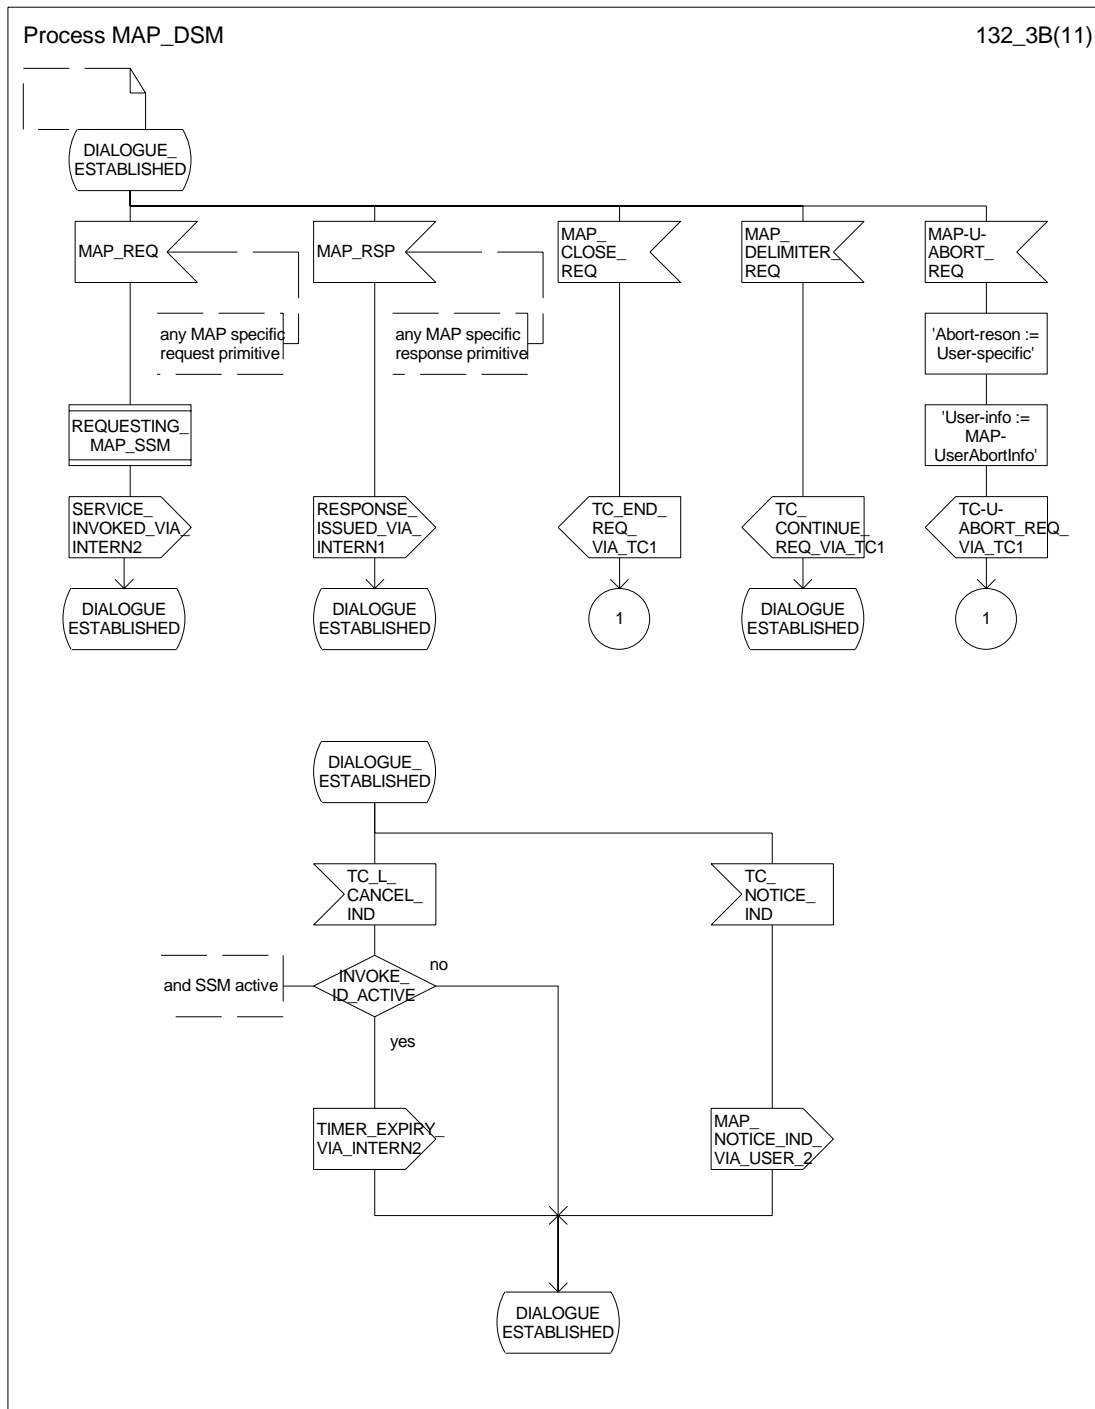 Process MAP_DSM
132_3B(11)
DIALOGUE_
ESTABLISHED
MAP_REQ
MAP_RSP
MAP_
CLOSE_
REQ
MAP_
DELIMITER_
REQ
MAP-U-
ABORT_
REQ
any MAP specific
request primitive
any MAP specific
response primitive
'Abort-reson :=
User-specific'
REQUESTING_
MAP_SSM
'User-info :=
MAP-
UserAbortInfo'
SERVICE_
INVOKED_VIA_
INTERN2
RESPONSE_
ISSUED_VIA_
INTERN1
TC_END_
REQ_
VIA_TC1
TC_
CONTINUE_
REQ_VIA_TC1
TC-U-
ABORT_REQ_
VIA_TC1
DIALOGUE
ESTABLISHED
DIALOGUE
ESTABLISHED
1
DIALOGUE
ESTABLISHED
1
DIALOGUE_
ESTABLISHED
TC_L_
CANCEL_
IND
TC_
NOTICE_
IND
and SSM active
INVOKE_
ID_ACTIVE
no
yes
TIMER_EXPIRY_
VIA_INTERN2
MAP_
NOTICE_IND_
VIA_USER_2
DIALOGUE
ESTABLISHED